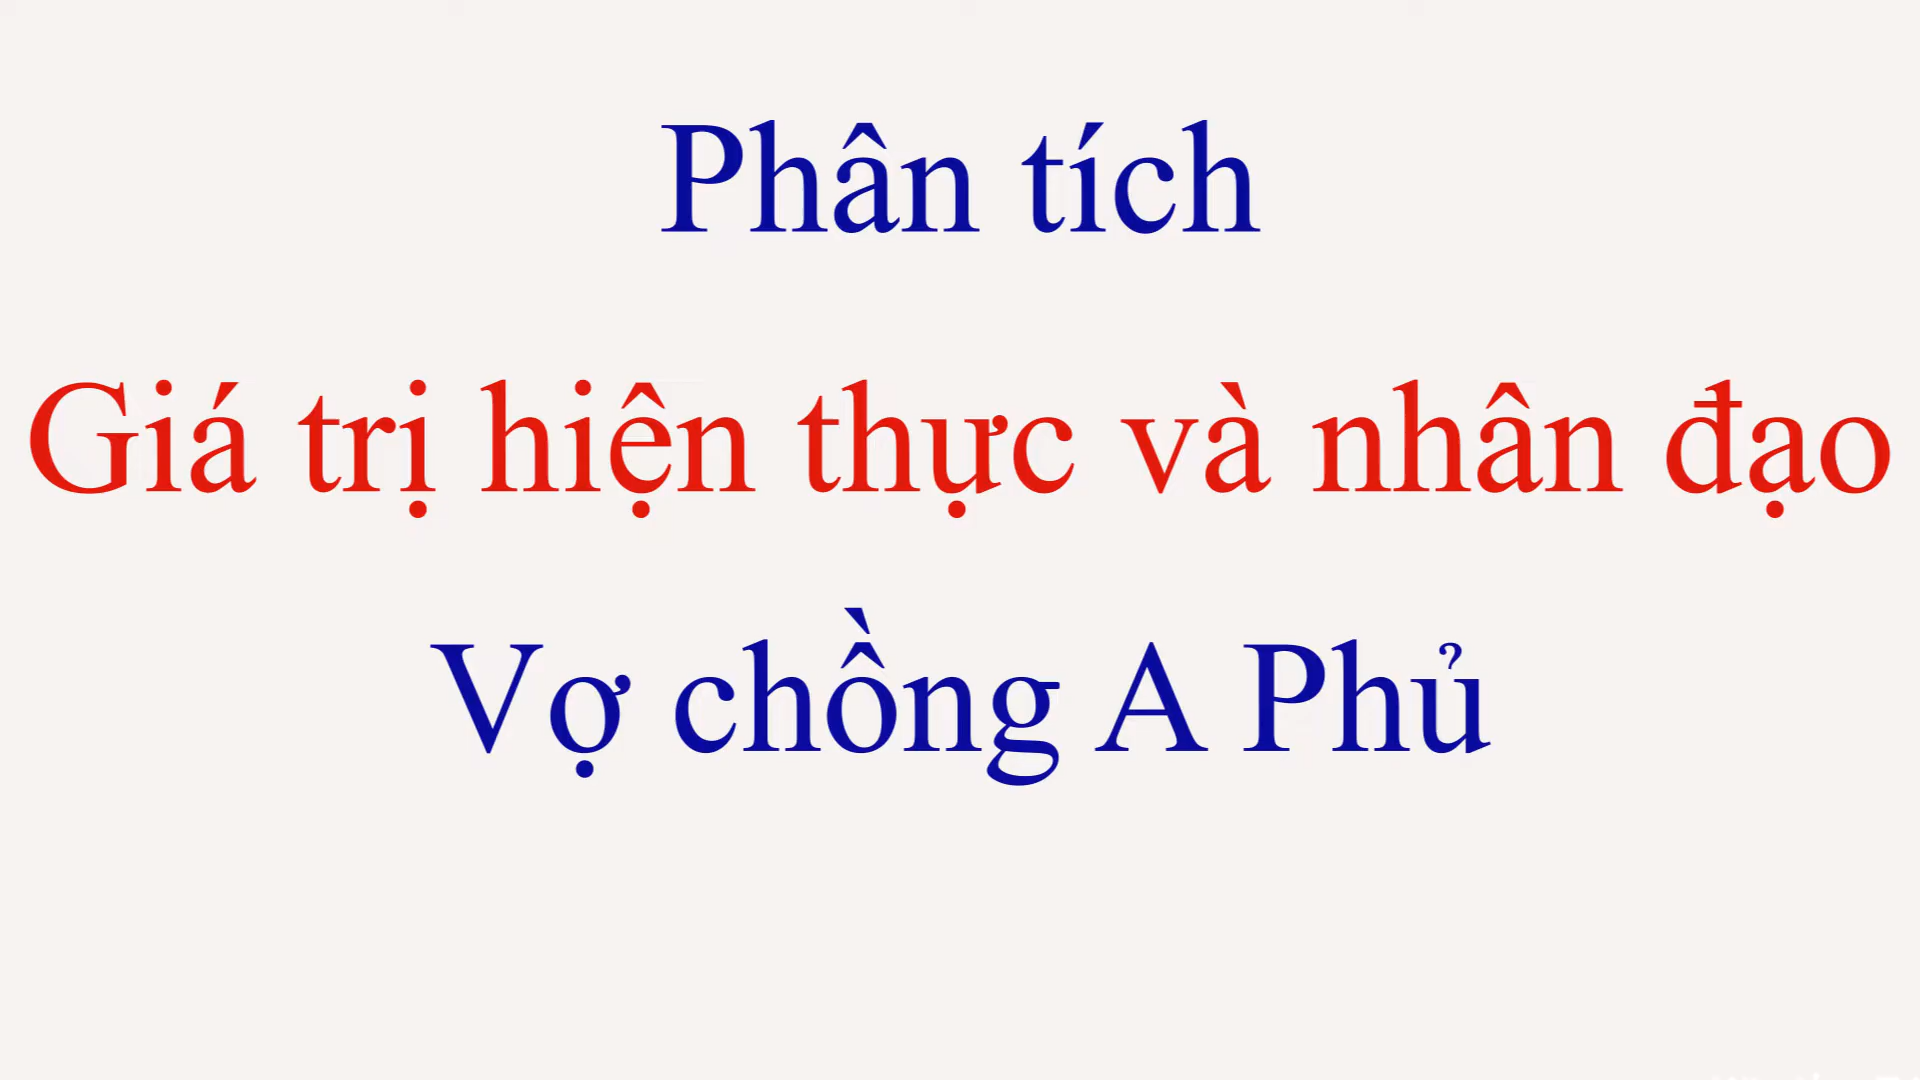 Phân tích
Giá trị hiện thực và nhân đạo
Vợ chồng A Phủ